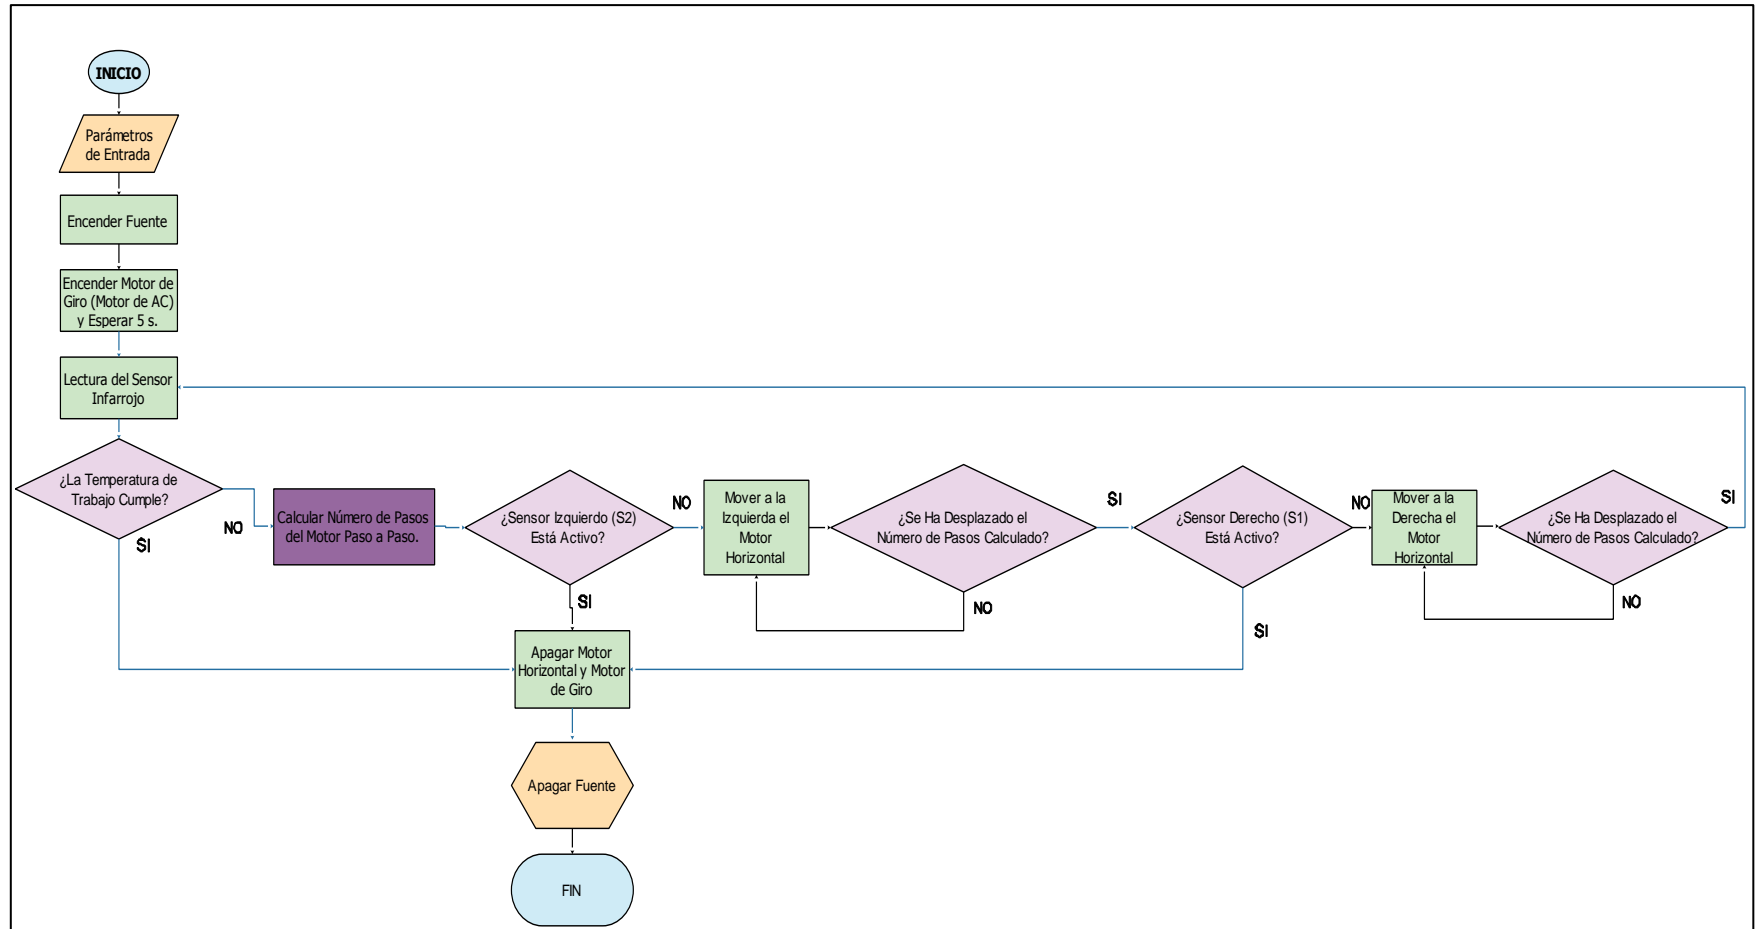 INICIO
Parámetros
de Entrada
Encender Fuente
Encender Motor de
Giro (Motor de AC)
y Esperar 5 s.
Lectura del Sensor
Infarrojo
¿La Temperatura de
Trabajo Cumple?
NO
SI
Calcular Número de Pasos
del Motor Paso a Paso.
¿Sensor Izquierdo (S2)
Está Activo?
NO
SI
Mover a la
Izquierda el
Motor
Horizontal
¿Se Ha Desplazado el
Número de Pasos Calculado?
SI
NO
¿Sensor Derecho (S1)
Está Activo?
NO
SI
Mover a la
Derecha el
Motor
Horizontal
¿Se Ha Desplazado el
Número de Pasos Calculado?
SI
NO
Apagar Motor
Horizontal y Motor
de Giro
Apagar Fuente
FIN